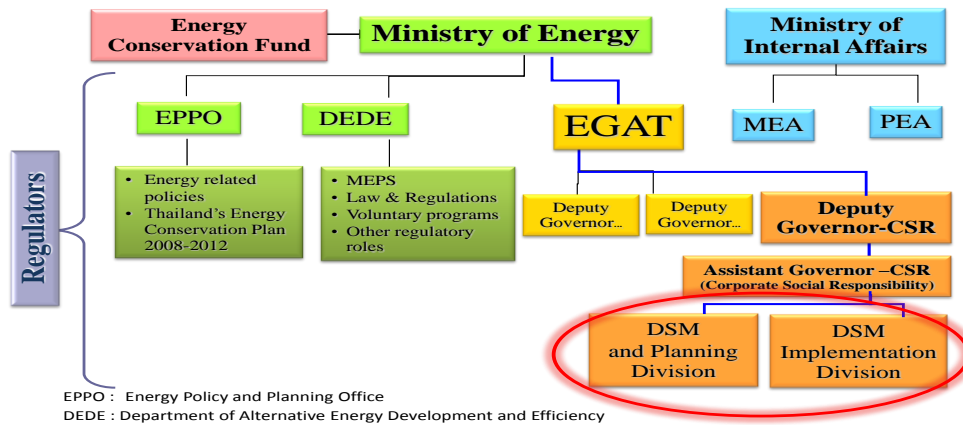 Energy
Conservation Fund
Ministry of Energy
Ministry of
Internal Affairs
Regulators
EPPO
DEDE
EGAT
MEA
PEA
• Energy related
policies
• Thailand's Energy
Conservation Plan
2008-2012
• MEPS
• Law & Regulations
• Voluntary programs
• Other regulatory
roles
Deputy
Governor...
Deputy
Governor...
Deputy
Governor-CSR
Assistant Governor –CSR
(Corporate Social Responsibility)
DSM
and Planning
Division
DSM
Implementation
Division
EPPO : Energy Policy and Planning Office
DEDE : Department of Alternative Energy Development and Efficiency